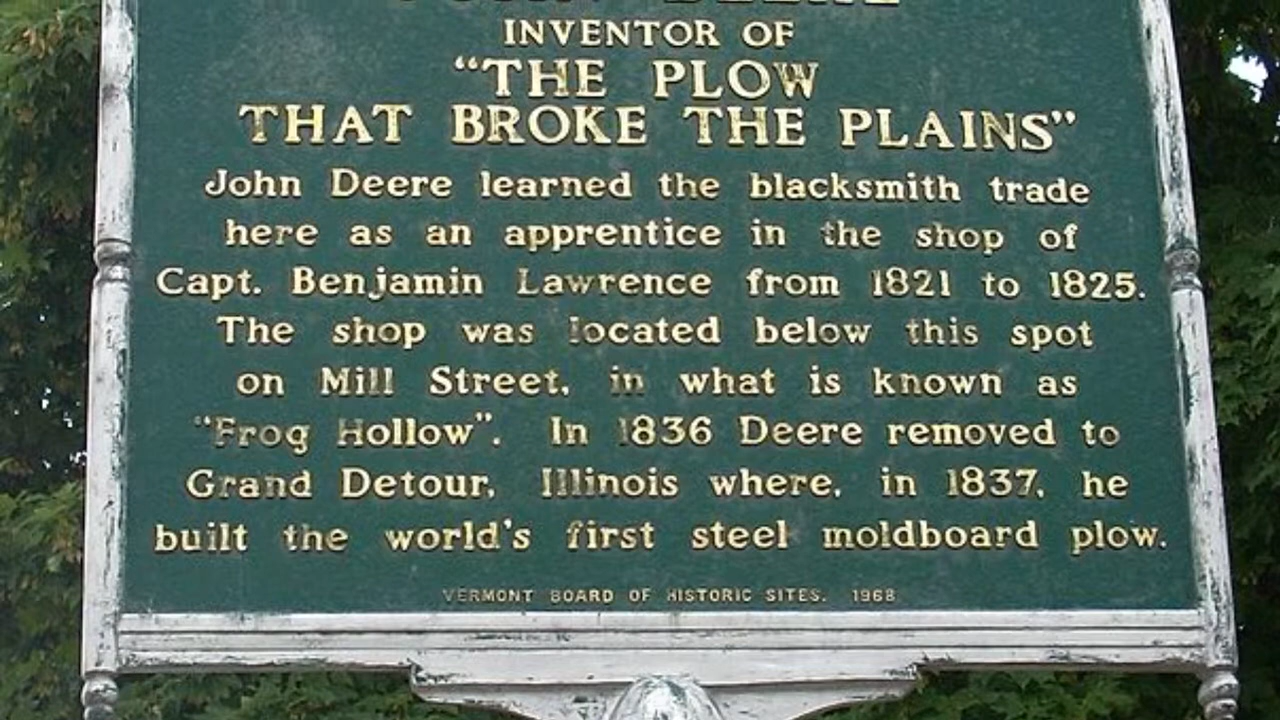 JOHN DEERE
INVENTOR OF
"THE PLOW
THAT BROKE THE PLAINS"
John Deere learned the blacksmith trade
here as an apprentice in the shop of
Capt. Benjamin Lawrence from 1821 to 1825.
The shop was located below this spot
on Mill Street, in what is known as
"Frog Hollow". In 1836 Deere removed to
Grand Detour, Illinois where, in 1837, he
built the world's first steel moldboard plow.
VERMONT BOARD OF HISTORIC SITES. 1968